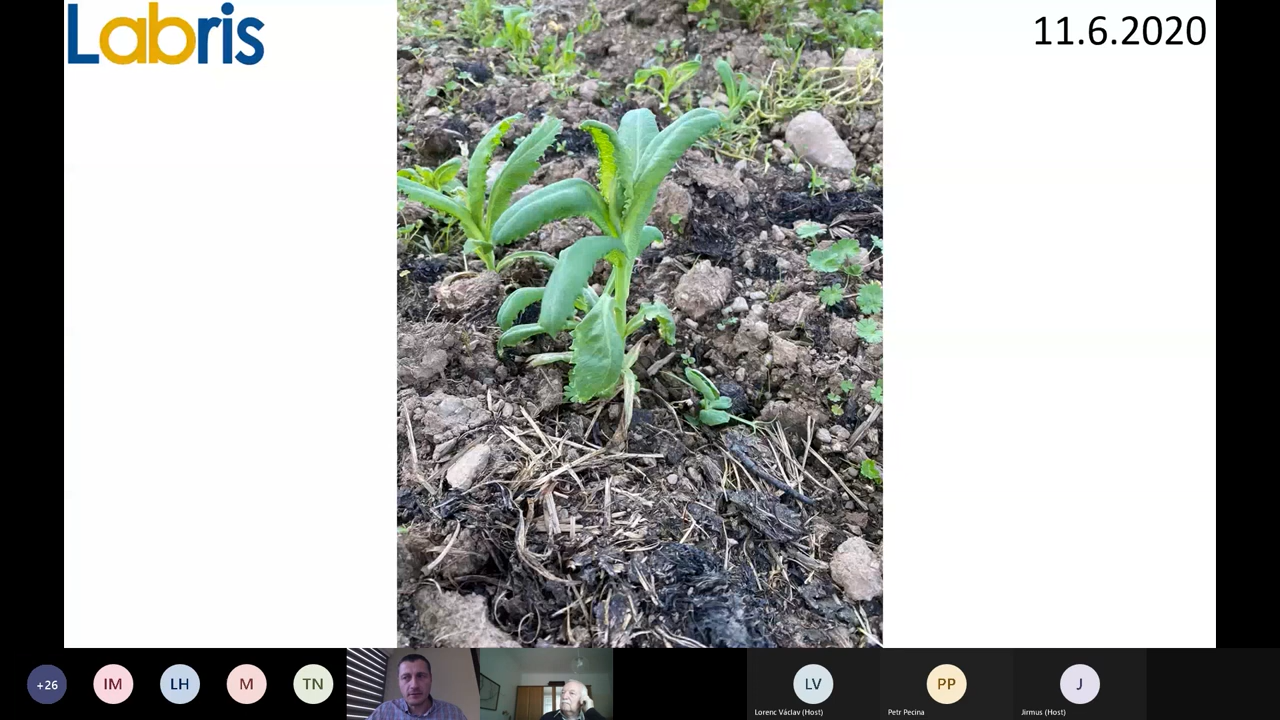 Labris
11.6.2020
+26
IM
LH
M
TN
LV
PP
J
Lorenc Václav (Host)
Petr Pecina
Jirmus (Host)